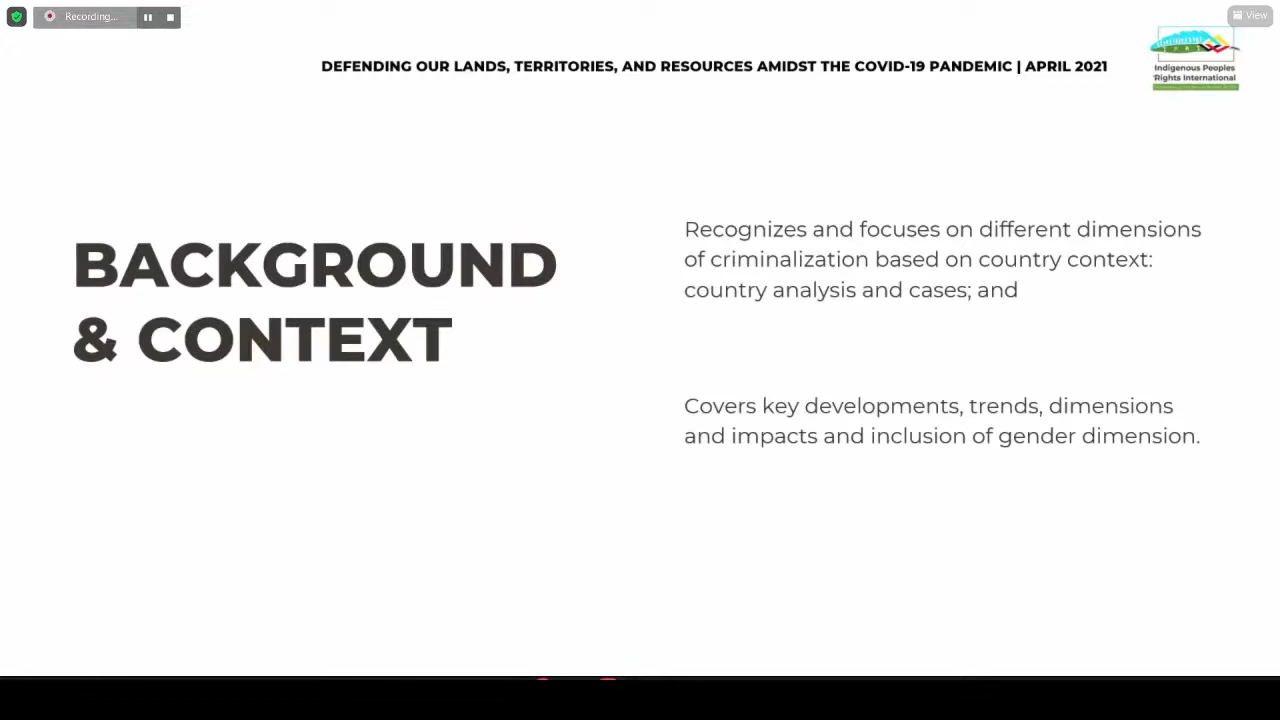 Recording...
View
DEFENDING OUR LANDS, TERRITORIES, AND RESOURCES AMIDST THE COVID-19 PANDEMIC | APRIL 2021
Indigenous Peoples
Rights International
BACKGROUND
& CONTEXT
Recognizes and focuses on different dimensions
of criminalization based on country context:
country analysis and cases; and
Covers key developments, trends, dimensions
and impacts and inclusion of gender dimension.